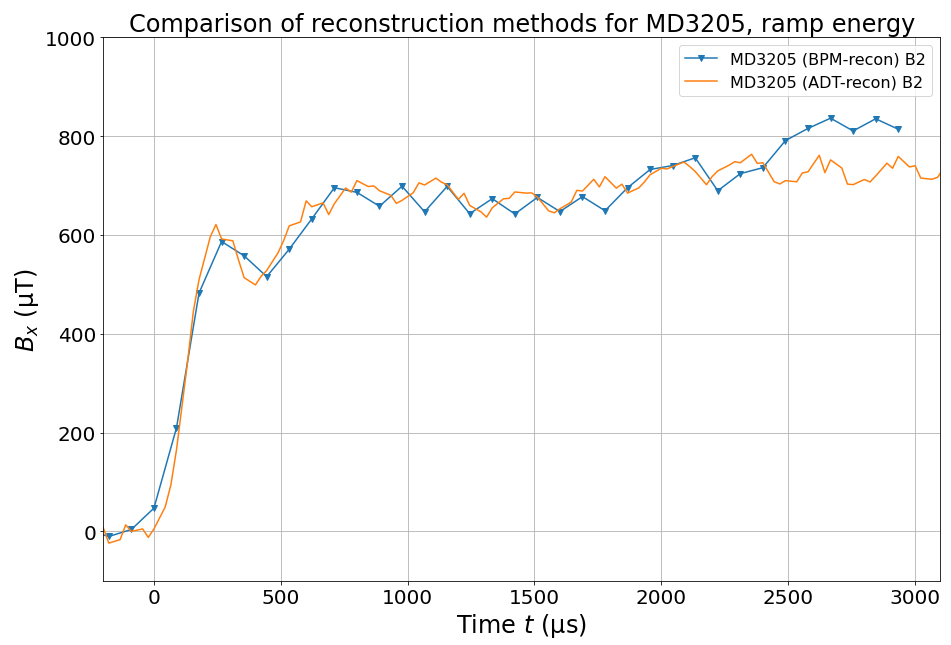 Comparison of reconstruction methods for MD3205, ramp energy
1000
800
600
400
200
0
Bx (μT)
MD3205 (BPM-recon) B2
MD3205 (ADT-recon) B2
0 500 1000 1500 2000 2500 3000
Time t (μs)